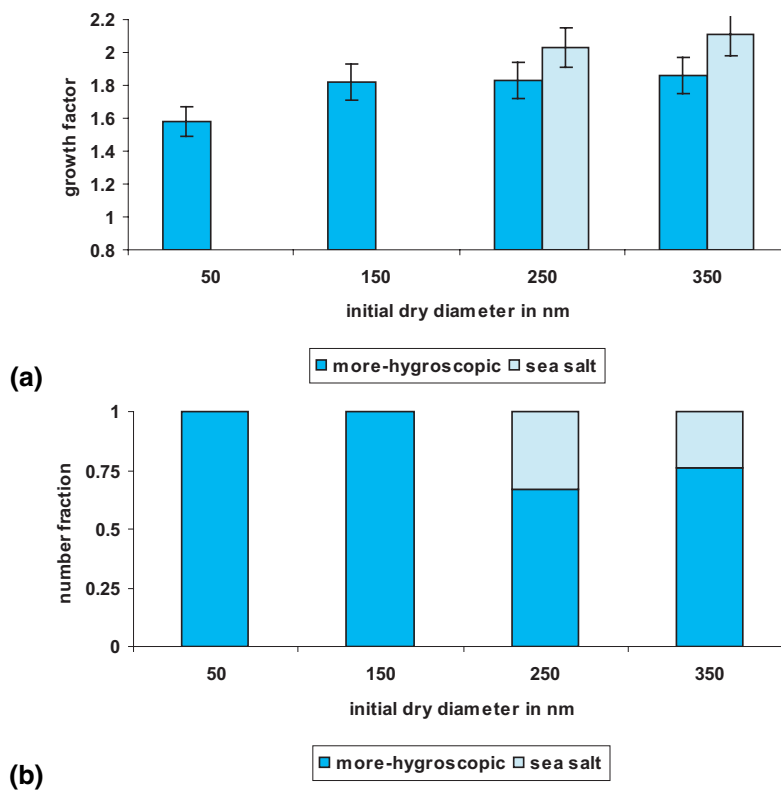 2.2
2
1.8
1.6
1.4
1.2
1
0.8
growth factor
50 150 250 350
initial dry diameter in nm
more-hygroscopic sea salt
(a)
1
0.75
0.5
0.25
0
number fraction
50 150 250 350
initial dry diameter in nm
more-hygroscopic sea salt
(b)